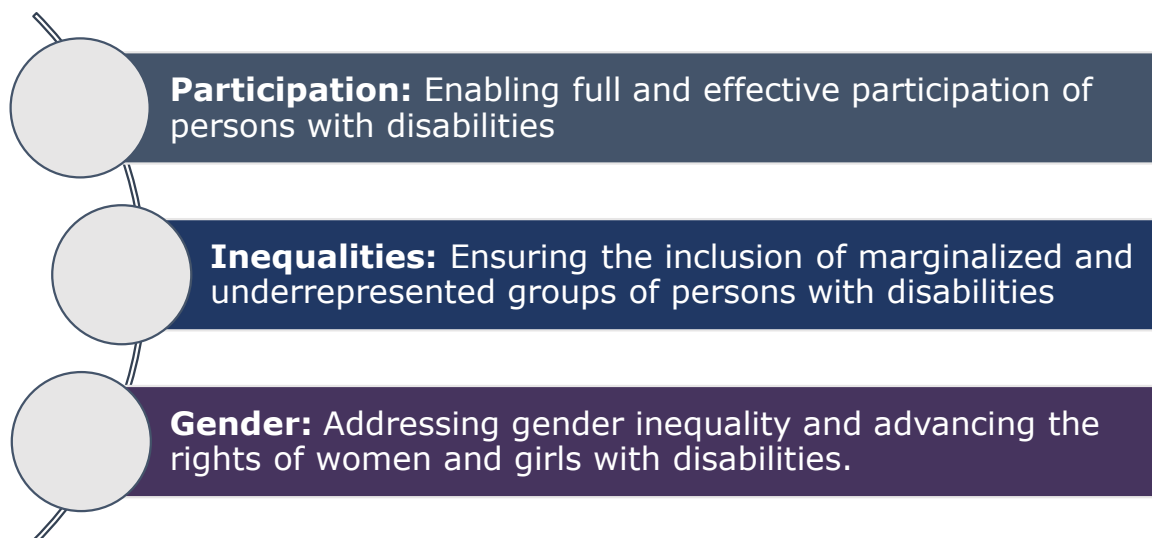 Participation: Enabling full and effective participation of
persons with disabilities
Inequalities: Ensuring the inclusion of marginalized and
underrepresented groups of persons with disabilities
Gender: Addressing gender inequality and advancing the
rights of women and girls with disabilities.